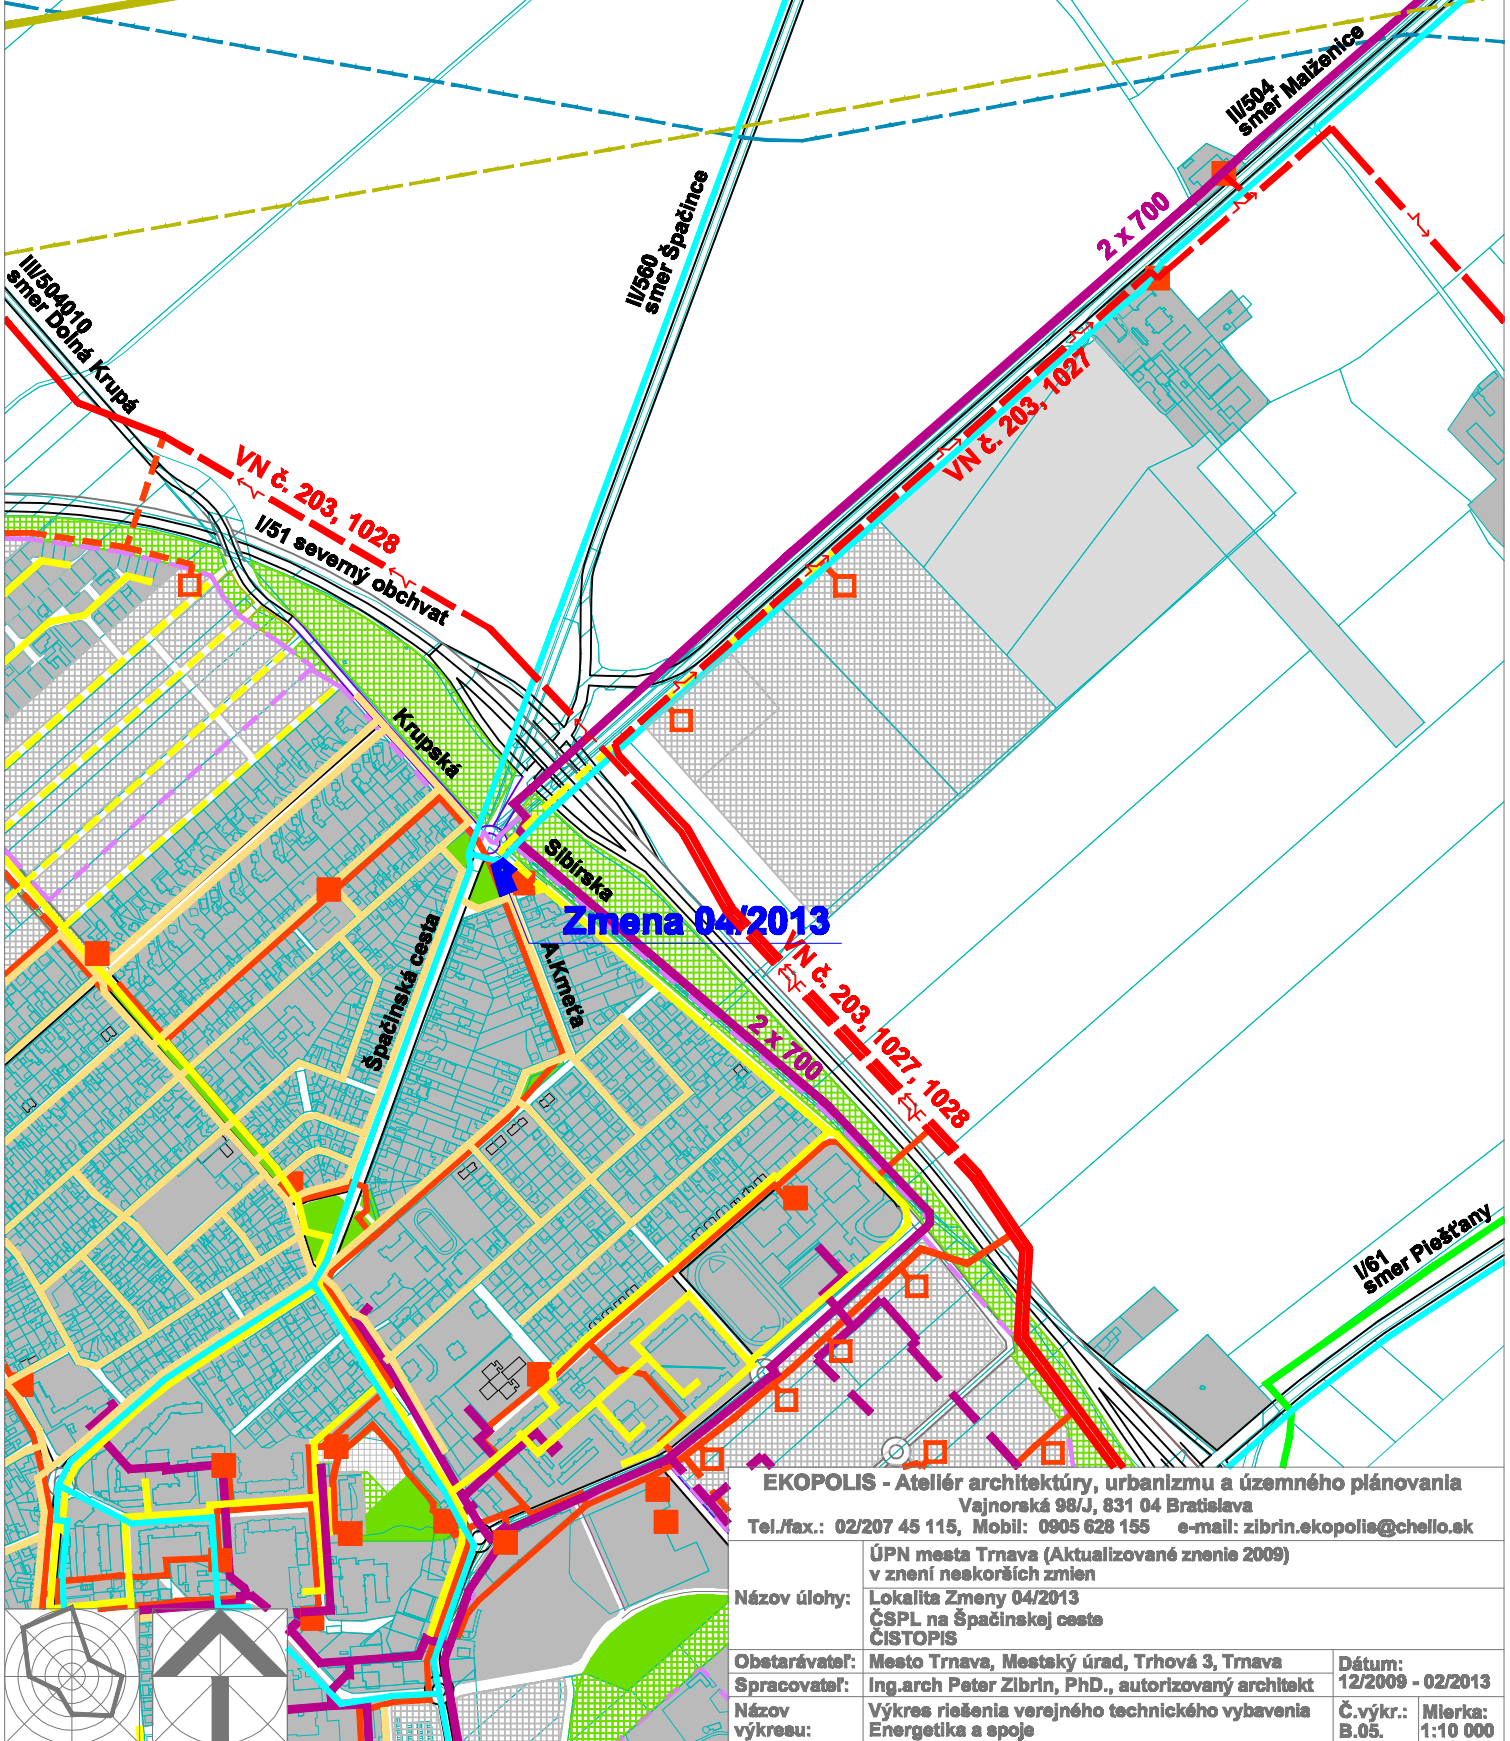 II/504
smer Malženice
2 x 700
II/560
smer Špačince
III/504010
smer Dolná Krupá
VN č. 203, 1027
VN č. 203, 1028
I/51 severný obchvat
Krupská
Sibírska
Zmena 04/2013
Špačinská cesta
A.Kmeťa
VN č. 203, 1027, 1028
2 x 700
I/61
smer Piešťany
EKOPOLIS - Ateliér architektúry, urbanizmu a územného plánovania
Vajnorská 98/J, 831 04 Bratislava
Tel./fax.: 02/207 45 115, Mobil: 0905 628 155 e-mail: zibrin.ekopolis@chello.sk
Názov úlohy:
ÚPN mesta Trnava (Aktualizované znenie 2009)
v znení neskorších zmien
Lokalita Zmeny 04/2013
ČSPL na Špačinskej ceste
ČISTOPIS
Obstarávateľ: Mesto Trnava, Mestský úrad, Trhová 3, Trnava
Spracovateľ: Ing.arch Peter Zibrin, PhD., autorizovaný architekt
Dátum:
12/2009 - 02/2013
Názov
výkresu:
Výkres riešenia verejného technického vybavenia
Energetika a spoje
Č.výkr.:
B.05.
Mierka:
1:10 000